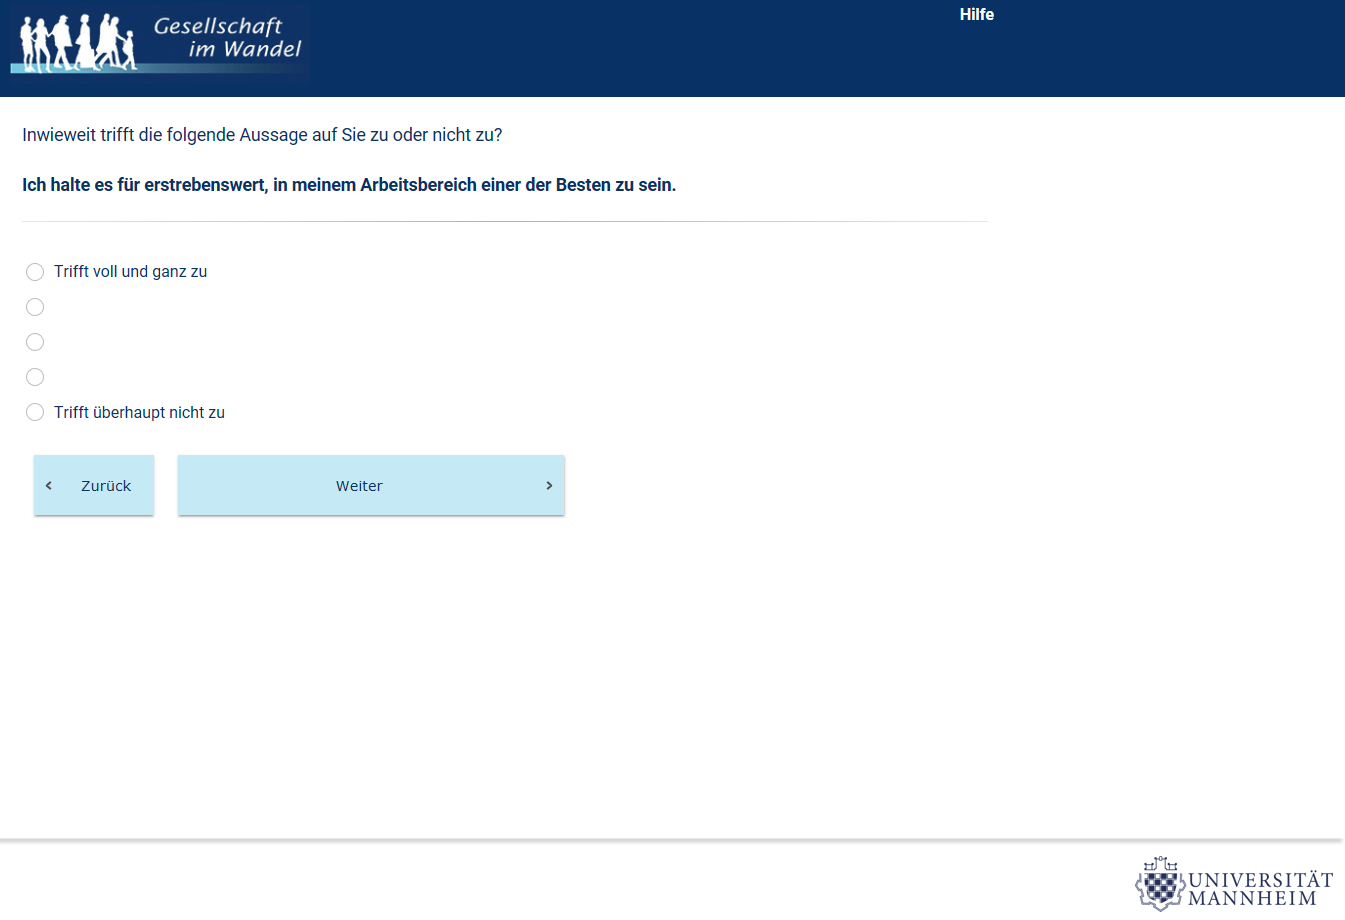 Gesellschaft
im Wandel
Hilfe
Inwieweit trifft die folgende Aussage auf Sie zu oder nicht zu?
Ich halte es für erstrebenswert, in meinem Arbeitsbereich einer der Besten zu sein.
Trifft voll und ganz zu
Trifft überhaupt nicht zu
Zurück
Weiter
UNIVERSITÄT
MANNHEIM